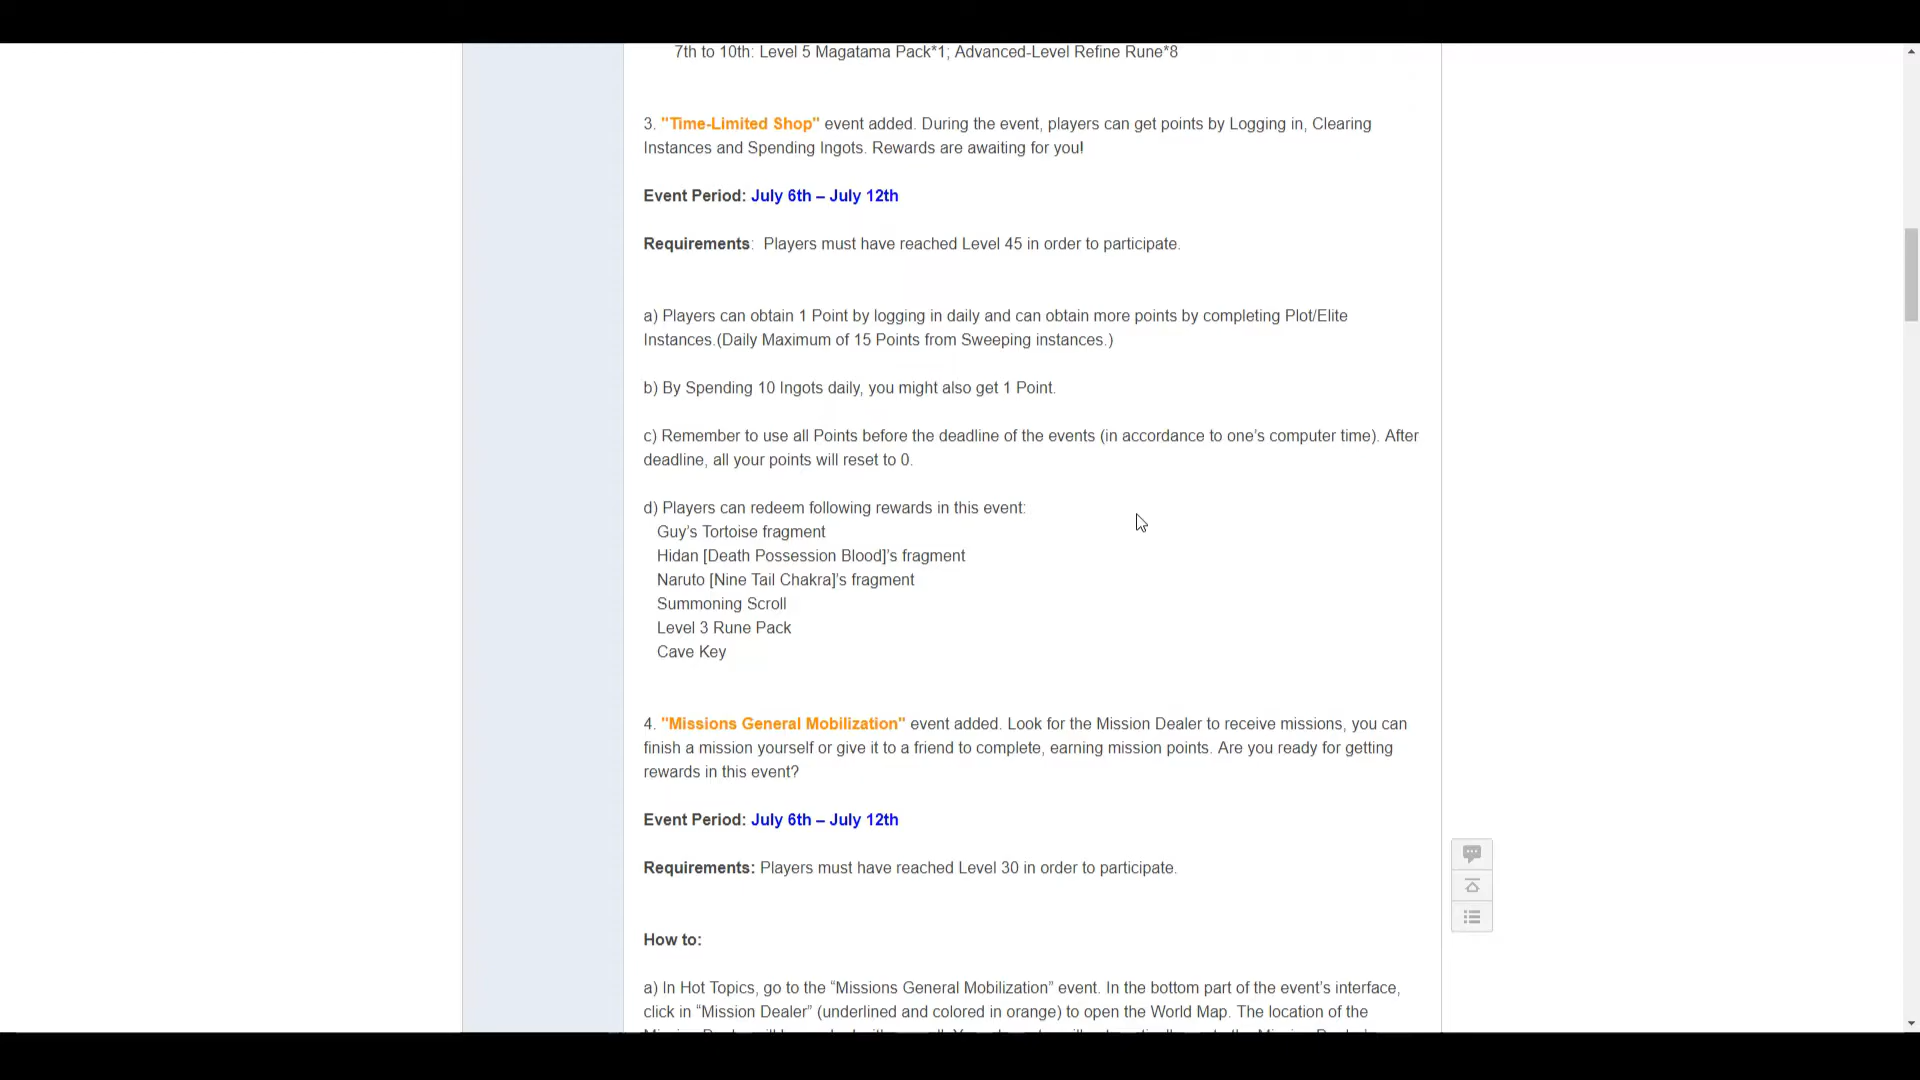 7th to 10th: Level 5 Magatama Pack*1; Advanced-Level Refine Rune*8
3. "Time-Limited Shop" event added. During the event, players can get points by Logging in, Clearing
Instances and Spending Ingots. Rewards are awaiting for you!
Event Period: July 6th – July 12th
Requirements:  Players must have reached Level 45 in order to participate.
a) Players can obtain 1 Point by logging in daily and can obtain more points by completing Plot/Elite
Instances.(Daily Maximum of 15 Points from Sweeping instances.)
b) By Spending 10 Ingots daily, you might also get 1 Point.
c) Remember to use all Points before the deadline of the events (in accordance to one’s computer time). After
deadline, all your points will reset to 0.
d) Players can redeem following rewards in this event:
Guy’s Tortoise fragment
Hidan [Death Possession Blood]’s fragment
Naruto [Nine Tail Chakra]’s fragment
Summoning Scroll
Level 3 Rune Pack
Cave Key
4. "Missions General Mobilization" event added. Look for the Mission Dealer to receive missions, you can
finish a mission yourself or give it to a friend to complete, earning mission points. Are you ready for getting
rewards in this event?
Event Period: July 6th – July 12th
Requirements: Players must have reached Level 30 in order to participate.
How to:
a) In Hot Topics, go to the “Missions General Mobilization” event. In the bottom part of the event’s interface,
click in “Mission Dealer” (underlined and colored in orange) to open the World Map. The location of the